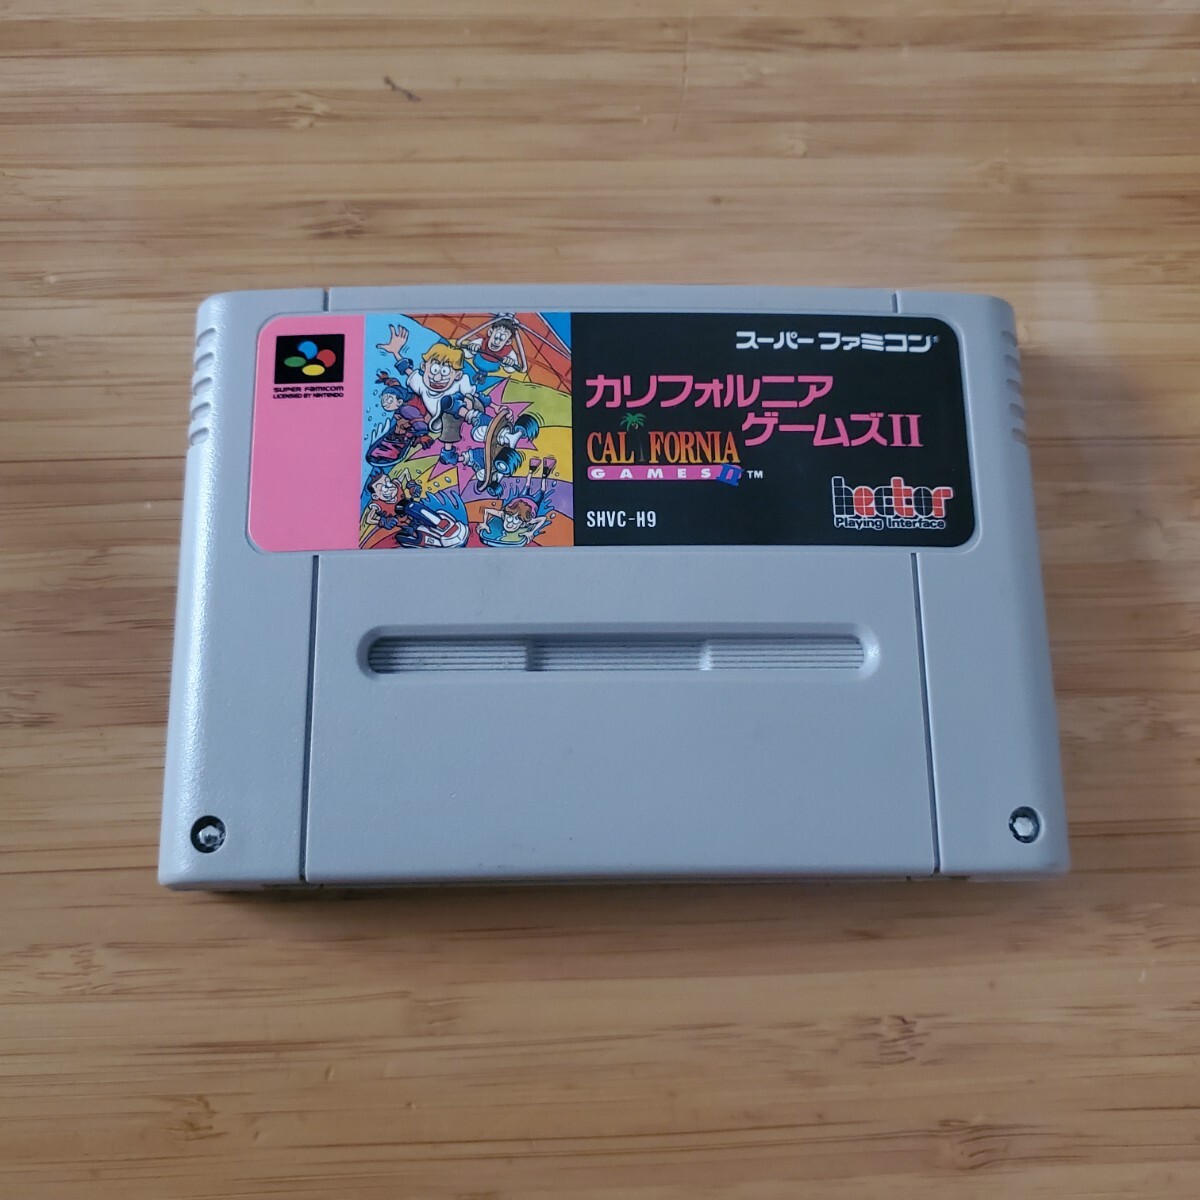 SUPER FAMICOM
LICENSED BY NINTENDO
スーパーファミコン
カリフォルニア
ゲームズII
CALIFORNIA
GAMES II TM
SHVC-H9
hector
Playing Interface